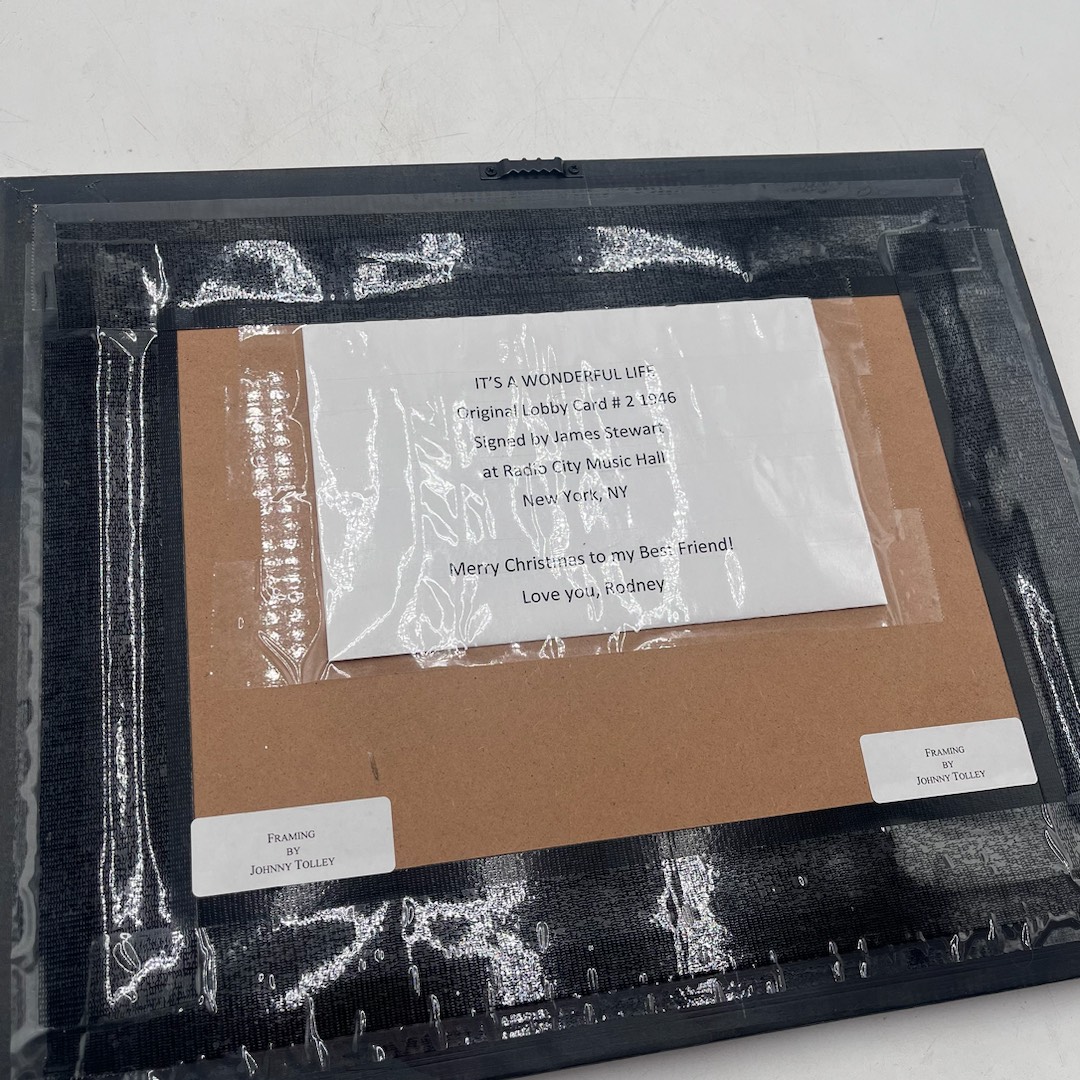 IT'S A WONDERFUL LIFE
Original Lobby Card # 2 1946
Signed by James Stewart
at Radio City Music Hall
New York, NY
Merry Christmas to my Best Friend!
Love you, Rodney
FRAMING
BY
JOHNNY TOLLEY
FRAMING
BY
JOHNNY TOLLEY